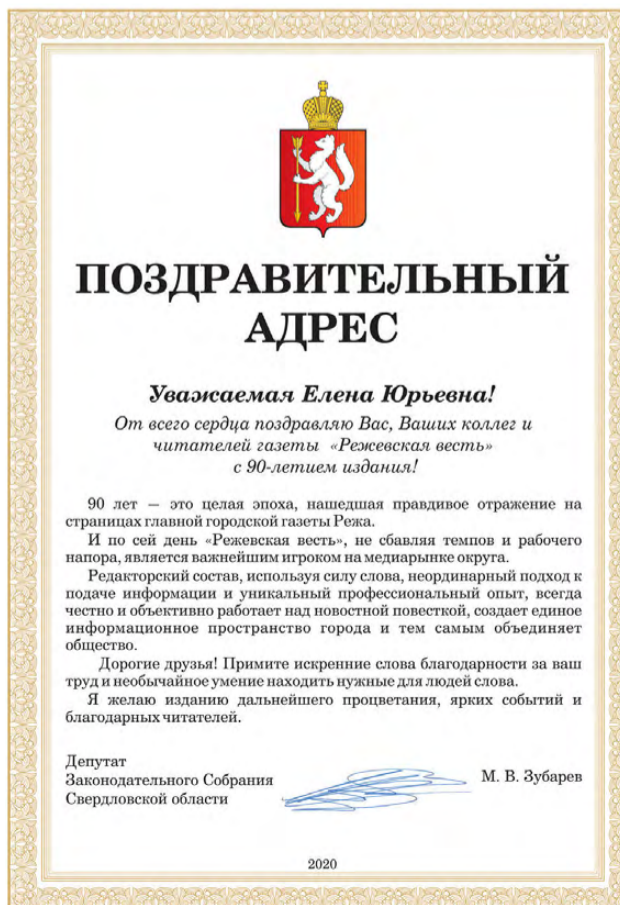 ПОЗДРАВИТЕЛЬНЫЙ
АДРЕС
Уважаемая Елена Юрьевна!
От всего сердца поздравляю Вас, Ваших коллег и
читателей газеты «Режевская весть»
с 90-летием издания!
90 лет — это целая эпоха, нашедшая правдивое отражение на
страницах главной городской газеты Режа.
И по сей день «Режевская весть», не сбавляя темпов и рабочего
напора, является важнейшим игроком на медиарынке округа.
Редакторский состав, используя силу слова, неординарный подход к
подаче информации и уникальный профессиональный опыт, всегда
честно и объективно работает над новостной повесткой, создает единое
информационное пространство города и тем самым объединяет
общество.
Дорогие друзья! Примите искренние слова благодарности за ваш
труд и необычайное умение находить нужные для людей слова.
Я желаю изданию дальнейшего процветания, ярких событий и
благодарных читателей.
Депутат
Законодательного Собрания
Свердловской области
М. В. Зубарев
2020